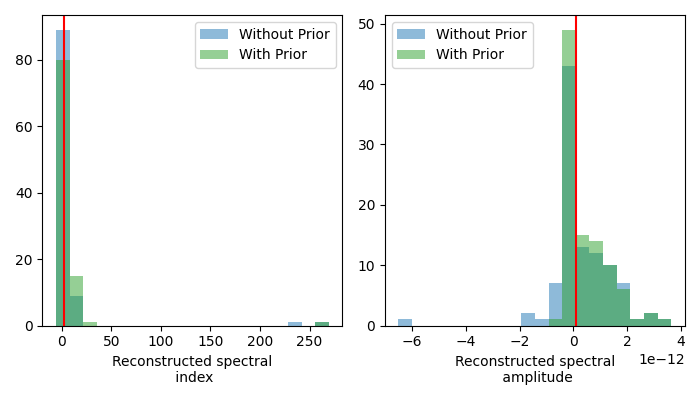 Without Prior
With Prior
80
60
40
20
0
0
50
100
150
200
250
Reconstructed spectral
index
Without Prior
With Prior
50
40
30
20
10
0
−6
−4
−2
0
2
4
1e−12
Reconstructed spectral
amplitude